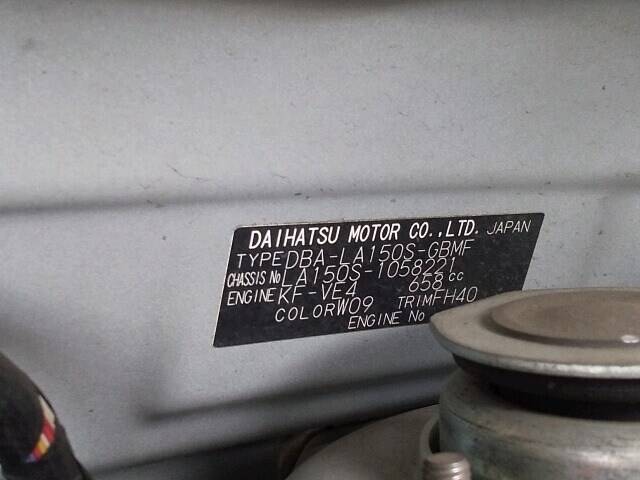 DAIHATSU MOTOR CO.,LTD. JAPAN
TYPE DBA-LA150S-GBMF
CHASSIS No LA150S-1058221
ENGINE KF-VE4 658 cc
COLOR W09 TRIM FH40
ENGINE No